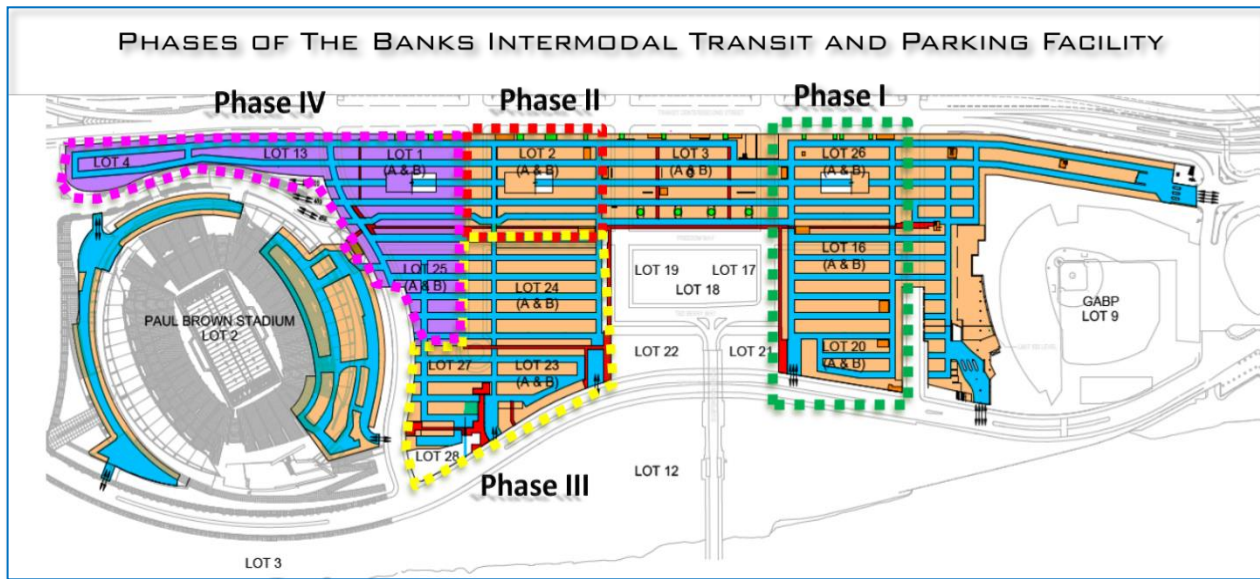 PHASES OF THE BANKS INTERMODAL TRANSIT AND PARKING FACILITY
Phase IV
Phase II
Phase I
LOT 4
LOT 13
LOT 1
(A & B)
LOT 2
(A & B)
LOT 3
(A & B)
LOT 26
(A & B)
LOT 25
(A & B)
LOT 24
(A & B)
LOT 19
LOT 17
LOT 18
LOT 16
(A & B)
PAUL BROWN STADIUM
LOT 2
GABP
LOT 9
LOT 27
LOT 23
(A & B)
LOT 22
LOT 21
LOT 20
(A & B)
LOT 28
Phase III
LOT 12
LOT 3